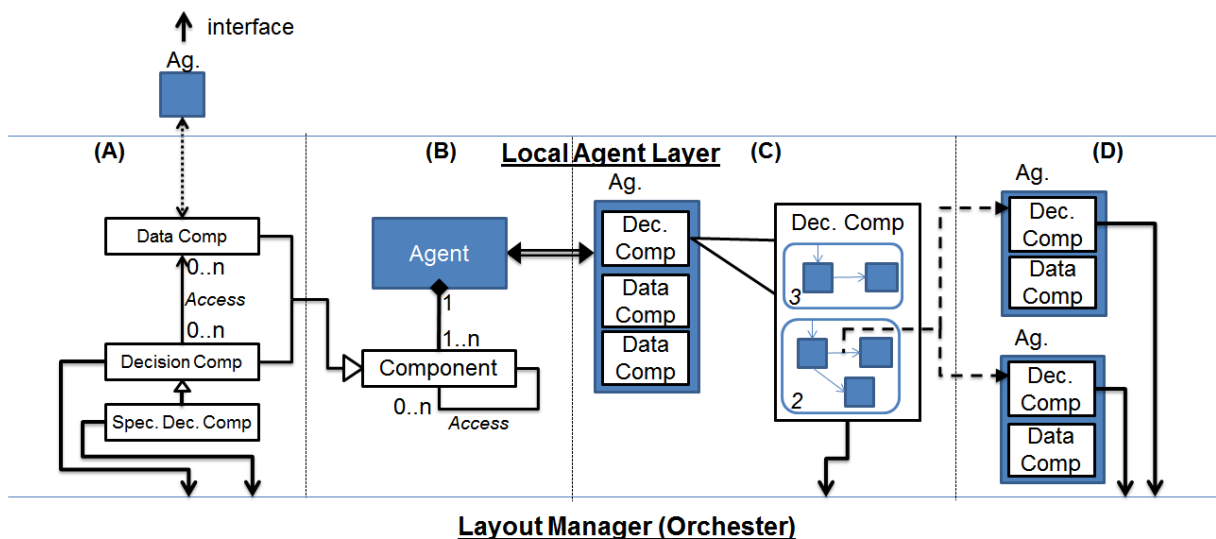 interface
Ag.
(A)
(B)
Local Agent Layer
(C)
(D)
Data Comp
0..n
Access
0..n
Decision Comp
Spec. Dec. Comp
Agent
1
1..n
Component
0..n
Access
Ag.
Dec.
Comp
Data
Comp
Data
Comp
Dec. Comp
3
2
Ag.
Dec.
Comp
Data
Comp
Ag.
Dec.
Comp
Data
Comp
Layout Manager (Orchester)